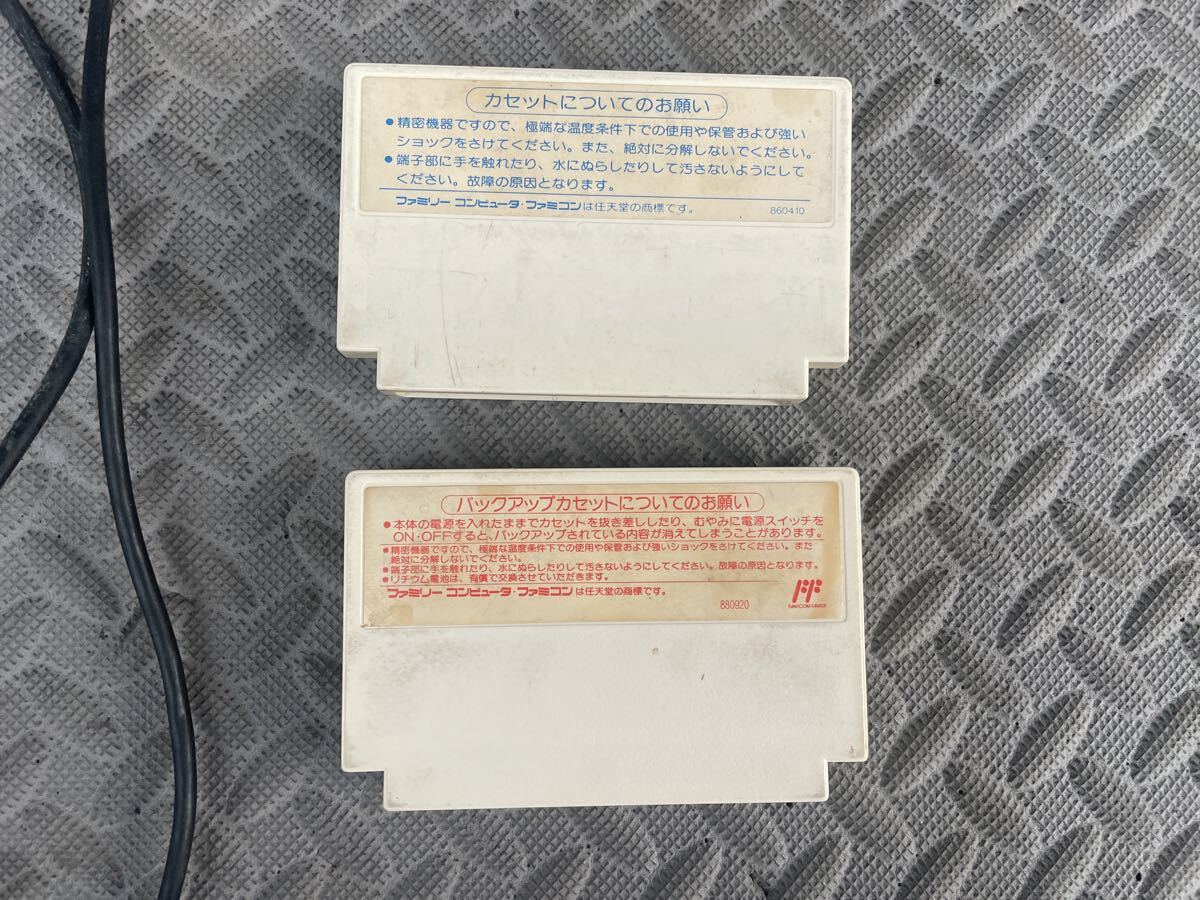 カセットについてのお願い
●精密機器ですので、極端な温度条件下での使用や保管および強い
ショックをさけてください。また、絶対に分解しないでください。
●端子部に手を触れたり、水にぬらしたりして汚さないようにして
ください。故障の原因となります。
ファミリー コンピュータ・ファミコンは任天堂の商標です。 860410
バックアップカセットについてのお願い
●本体の電源を入れたままでカセットを抜き差ししたり、むやみに電源スイッチを
ON・OFFすると、バックアップされている内容が消えてしまうことがあります。
●精密機器ですので、極端な温度条件下での使用や保管および強いショックをさけてください。また
絶対に分解しないでください。
●端子部に手を触れたり、水にぬらしたりして汚さないようにしてください。故障の原因となります。
●リチウム電池は、有償で交換させていただきます。
ファミリー コンピュータ・ファミコンは任天堂の商標です。
880920
FF
FAMICOM FAMILY